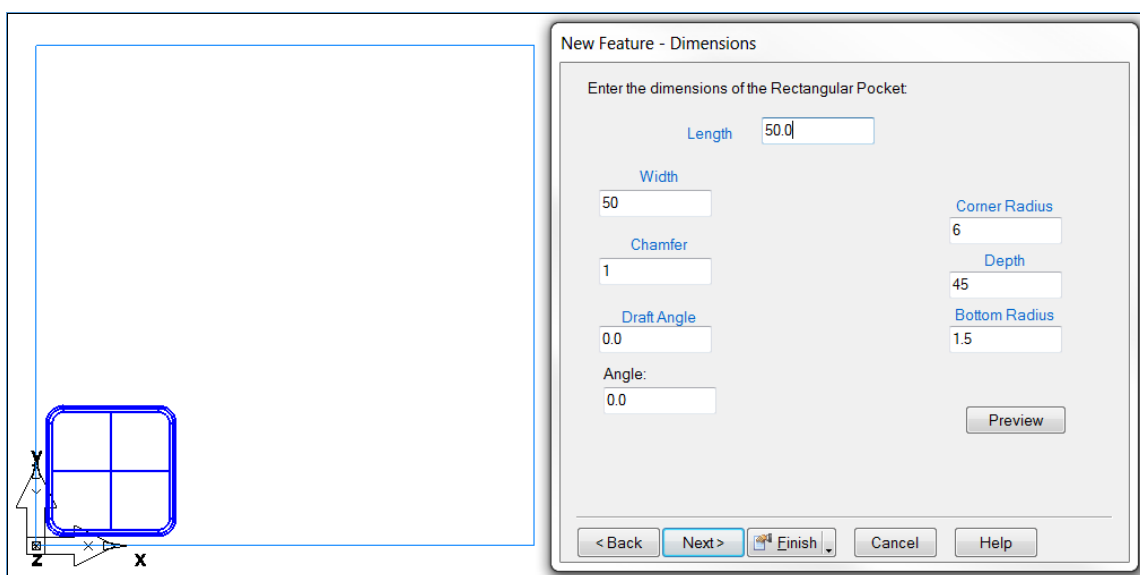 New Feature - Dimensions
Enter the dimensions of the Rectangular Pocket:
Length 50.0
Width
50
Corner Radius
6
Chamfer
1
Depth
45
Draft Angle
0.0
Bottom Radius
1.5
Angle:
0.0
Preview
< Back Next > Finish Cancel Help
Y
Z X